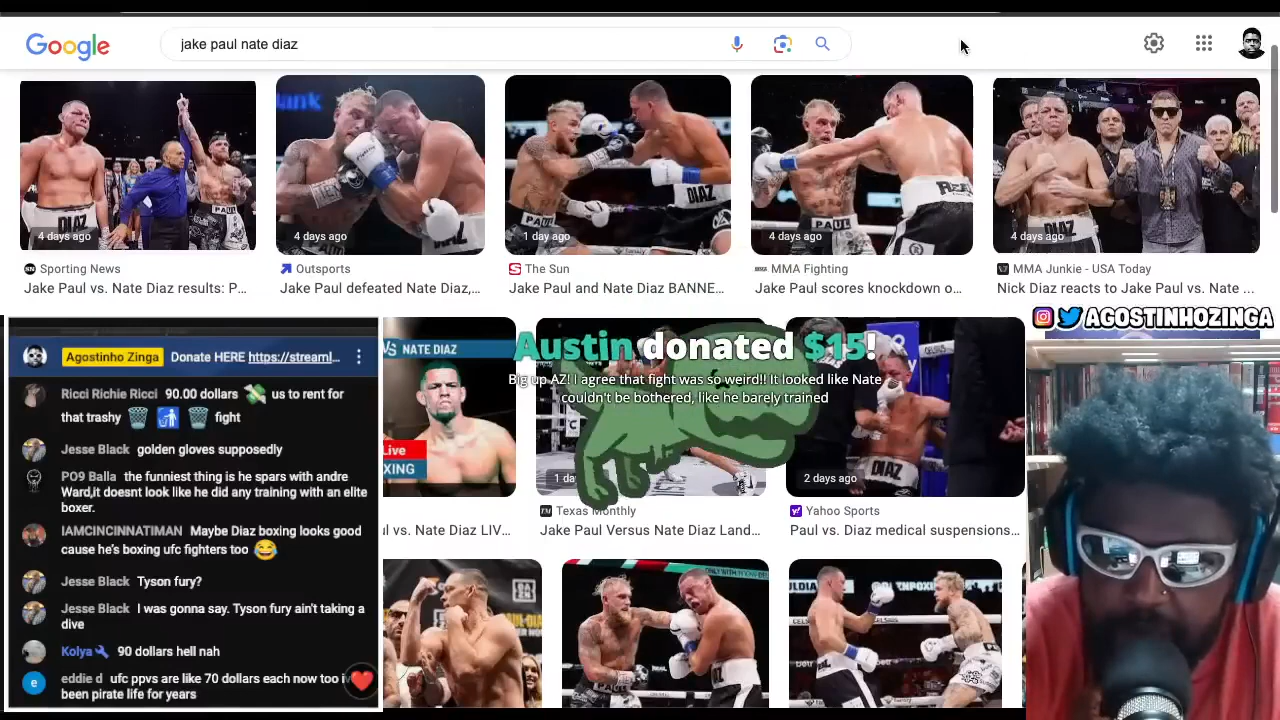 Google
jake paul nate diaz
4 days ago
4 days ago
1 day ago
4 days ago
4 days ago
DIAZ
PAUL
PAUL
DIAZ
PAUL
DIAZ
DIAZ
Sporting News
Outsports
The Sun
MMA Fighting
MMA Junkie - USA Today
Jake Paul vs. Nate Diaz results: P...
Jake Paul defeated Nate Diaz,...
Jake Paul and Nate Diaz BANNE...
Jake Paul scores knockdown o...
Nick Diaz reacts to Jake Paul vs. Nate ...
AGOSTINHOZINGA
Agostinho Zinga Donate HERE https://streaml...
Ricci Richie Ricci 90.00 dollars 💸 us to rent for
that trashy 🗑️ 🚮 🗑️ fight
Jesse Black golden gloves supposedly
PO9 Balla the funniest thing is he spars with andre
Ward,it doesnt look like he did any training with an elite
boxer.
IAMCINCINNATIMAN Maybe Diaz boxing looks good
cause he's boxing ufc fighters too 😂
Jesse Black Tyson fury?
Jesse Black I was gonna say. Tyson fury ain't taking a
dive
Kolya 🔧 90 dollars hell nah
eddie d ufc ppvs are like 70 dollars each now too i
been pirate life for years
VS NATE DIAZ
Live
XING
Austin donated $15!
Big up AZ! I agree that fight was so weird!! It looked like Nate
couldn't be bothered, like he barely trained
DIAZ
1 da
2 days ago
Texas Monthly
Yahoo Sports
ul vs. Nate Diaz LIV...
Jake Paul Versus Nate Diaz Land...
Paul vs. Diaz medical suspensions...